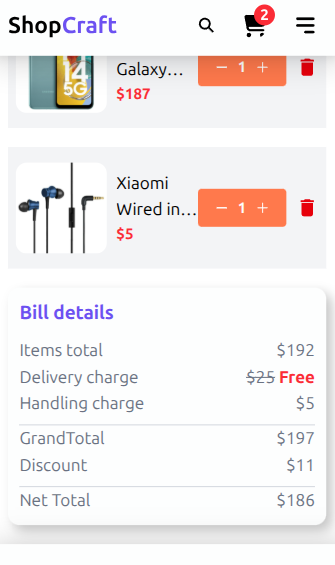 ShopCraft
2
14
5G
Galaxy...
$187
− 1 +
Xiaomi
Wired in...
$5
− 1 +
Bill details
Items total $192
Delivery charge $25 Free
Handling charge $5
GrandTotal $197
Discount $11
Net Total $186